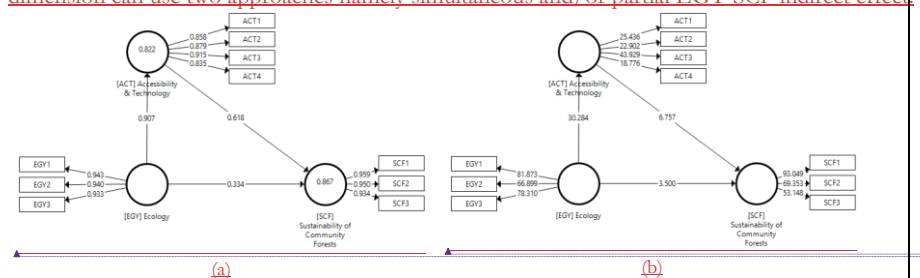 dimension can use two approaches namely simultaneous and/or partial EGY-SCF indirect effect.
ACT1
ACT2
ACT3
ACT4
0.858
0.879
0.915
0.835
0.822
[ACT] Accessibility
& Technology
0.907
0.618
EGY1
EGY2
EGY3
0.943
0.940
0.933
[EGY] Ecology
0.334
0.867
0.959
0.950
0.934
SCF1
SCF2
SCF3
[SCF]
Sustainability of
Community
Forests
(a)
ACT1
ACT2
ACT3
ACT4
25.436
22.902
43.929
18.776
[ACT] Accessibility
& Technology
30.284
6.757
EGY1
EGY2
EGY3
81.873
66.899
78.310
[EGY] Ecology
3.500
93.049
69.353
53.148
SCF1
SCF2
SCF3
[SCF]
Sustainability of
Community
Forests
(b)